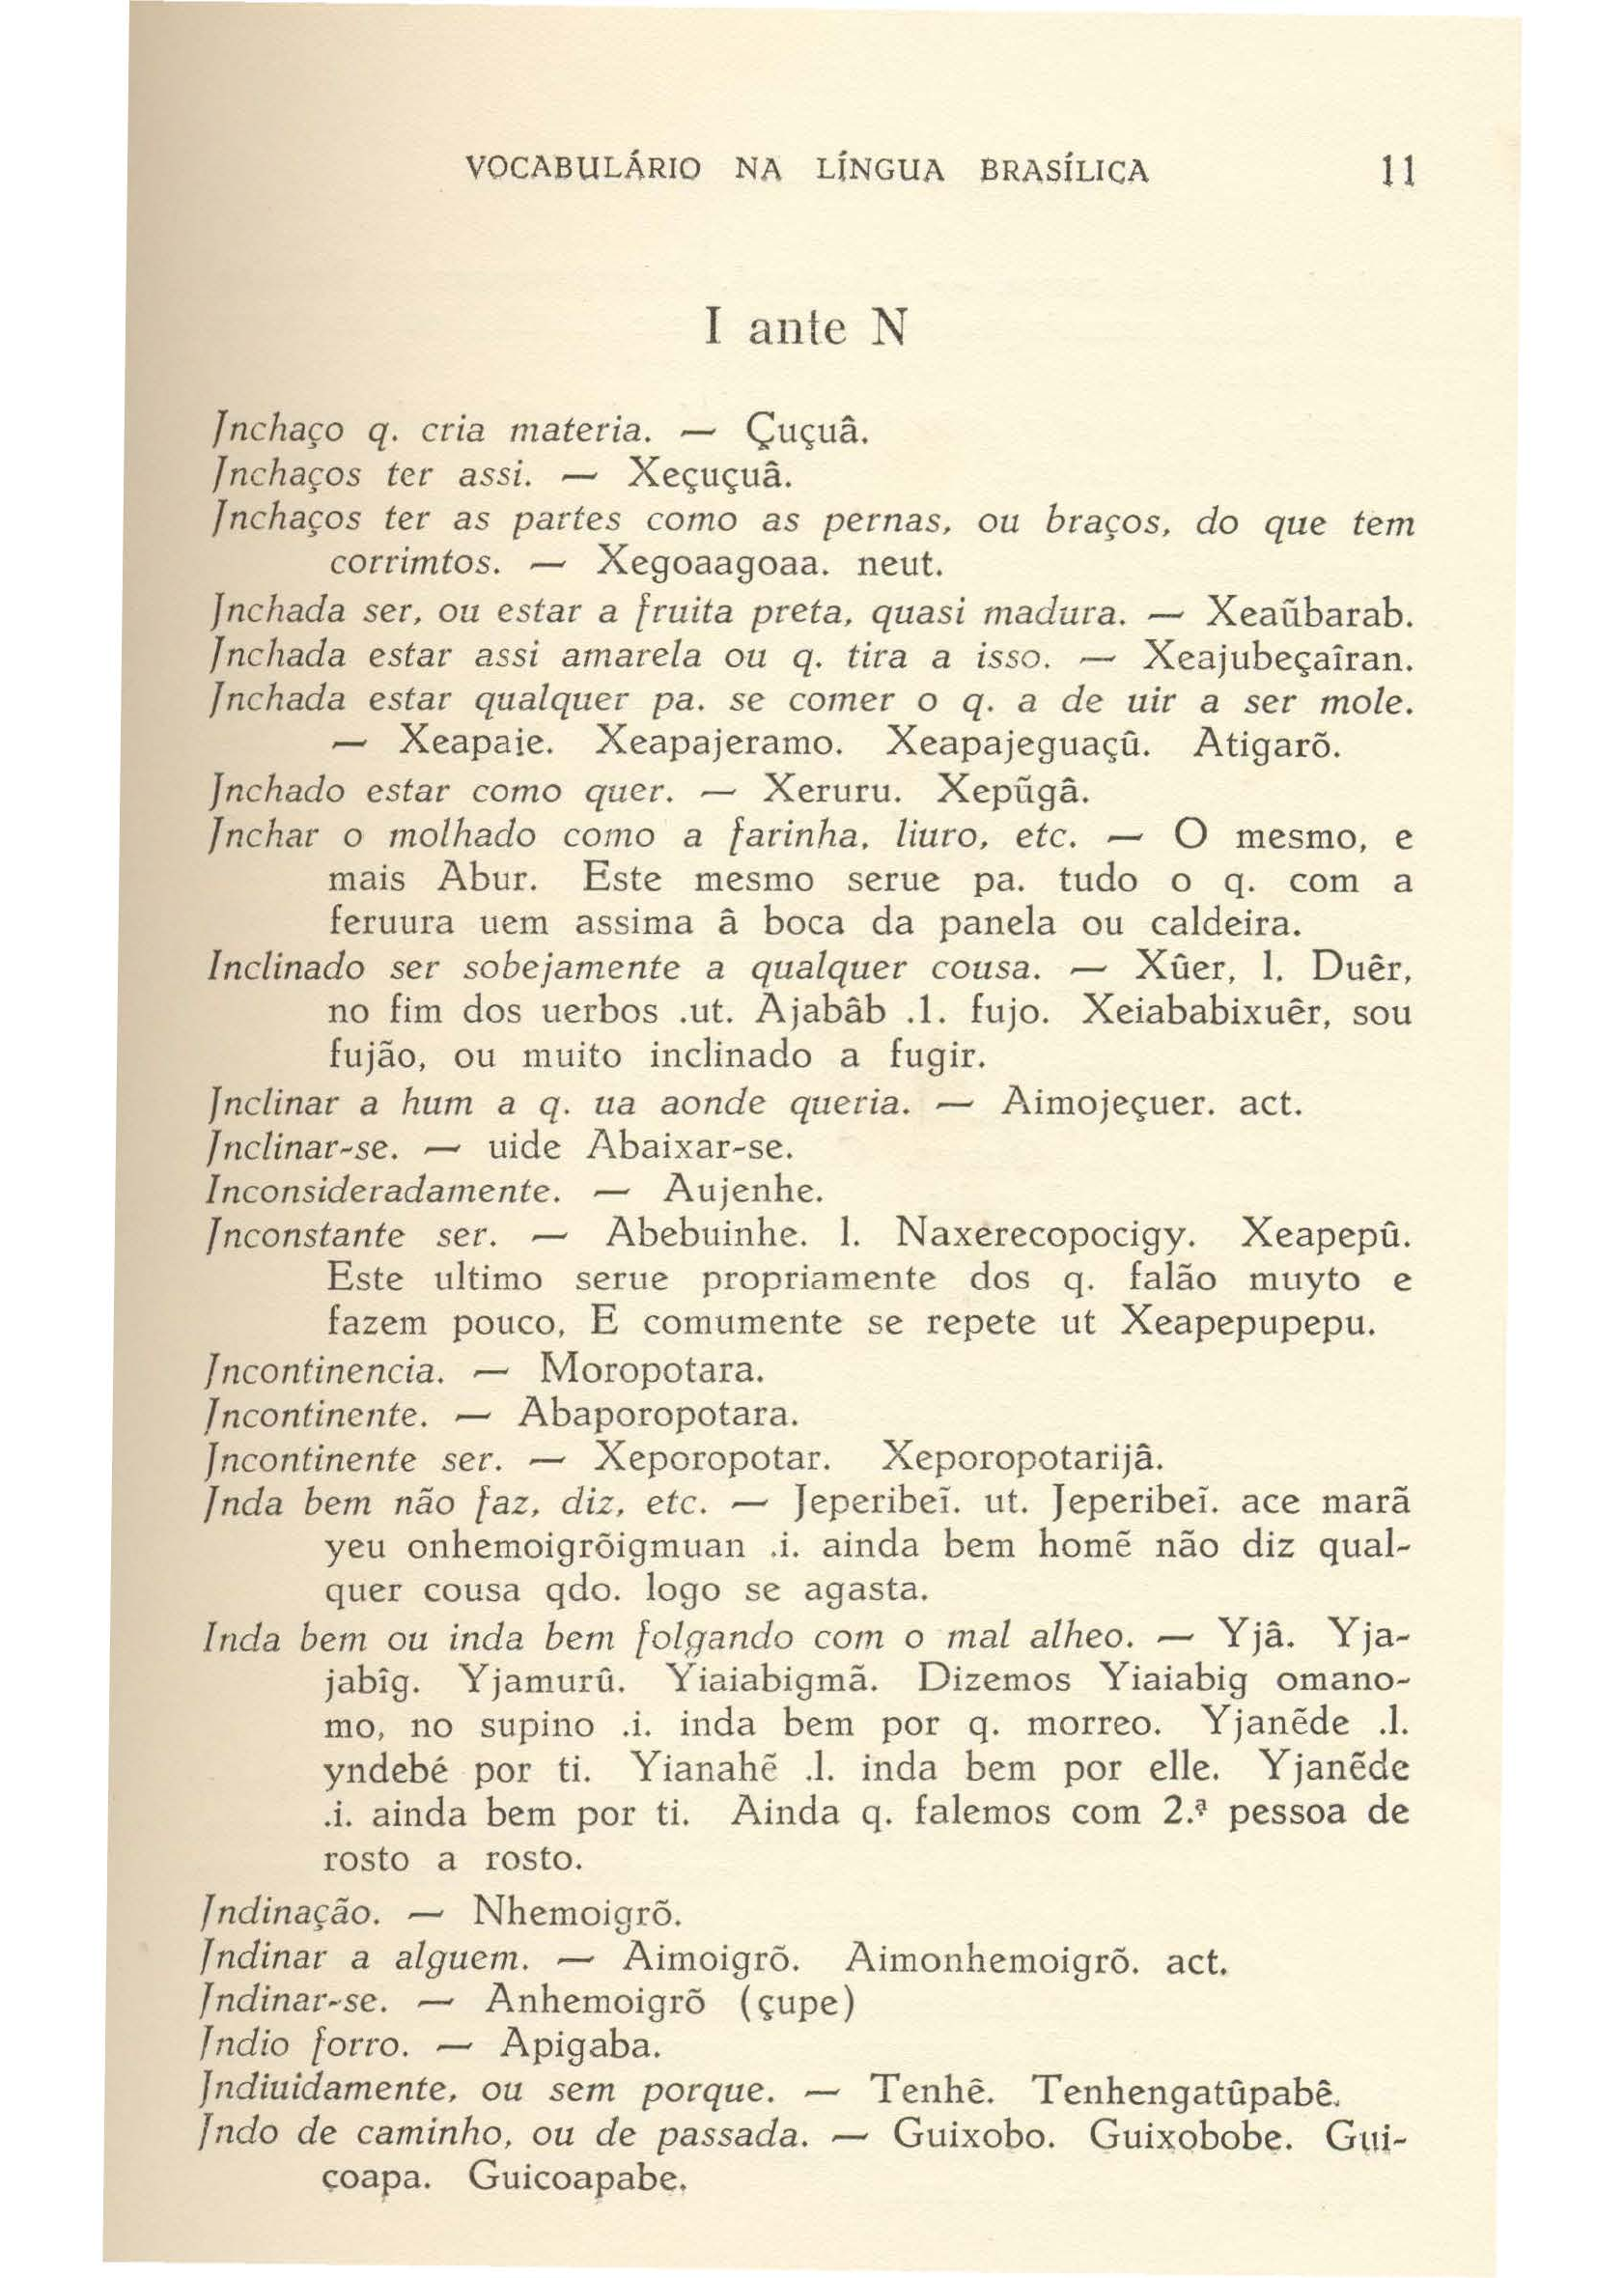 VOCABULÁRIO NA LÍNGUA BRASÍLICA 11
I ante N
Jnchaço q. cria materia. — Çuçuâ.
Jnchaços ter assi. — Xeçuçuâ.
Jnchaços ter as partes como as pernas, ou braços, do que tem
corrimtos. — Xegoaagoaa. neut.
Jnchada ser, ou estar a fruita preta, quasi madura. — Xeaũbarab.
Jnchada estar assi amarela ou q. tira a isso. — Xeajubeçaîran.
Jnchada estar qualquer pa. se comer o q. a de uir a ser mole.
— Xeapaie. Xeapajeramo. Xeapajeguaçû. Atigarõ.
Jnchado estar como quer. — Xeruru. Xepũgâ.
Jnchar o molhado como a farinha, liuro, etc. — O mesmo, e
mais Abur. Este mesmo serue pa. tudo o q. com a
feruura uem assima â boca da panela ou caldeira.
Inclinado ser sobejamente a qualquer cousa. — Xûer, l. Duêr,
no fim dos uerbos .ut. Ajabâb .l. fujo. Xeiababixuêr, sou
fujão, ou muito inclinado a fugir.
Jnclinar a hum a q. ua aonde queria. — Aimojeçuer. act.
Jnclinar-se. — uide Abaixar-se.
Inconsideradamente. — Aujenhe.
Jnconstante ser. — Abebuinhe. l. Naxerecopocigy. Xeapepû.
Este ultimo serue propriamente dos q. falão muyto e
fazem pouco, E comumente se repete ut Xeapepupepu.
Jncontinencia. — Moropotara.
Jncontinente. — Abaporopotara.
Jncontinente ser. — Xeporopotar. Xeporopotarijâ.
Jnda bem não faz, diz, etc. — Jeperibeĩ. ut. Jeperibeĩ. ace marã
yeu onhemoigrõigmuan .i. ainda bem homẽ não diz qual-
quer cousa qdo. logo se agasta.
Inda bem ou inda bem folgando com o mal alheo. — Yjâ. Yja-
jabîg. Yjamurû. Yiaiabigmã. Dizemos Yiaiabig omano-
mo, no supino .i. inda bem por q. morreo. Yjanẽde .l.
yndebé por ti. Yianahẽ .l. inda bem por elle. Yjanẽde
.i. ainda bem por ti. Ainda q. falemos com 2.ª pessoa de
rosto a rosto.
Jndinação. — Nhemoigrõ.
Jndinar a alguem. — Aimoigrõ. Aimonhemoigrõ. act.
Jndinar-se. — Anhemoigrõ (çupe)
Jndio forro. — Apigaba.
Jndiuidamente, ou sem porque. — Tenhê. Tenhengatûpabê.
Jndo de caminho, ou de passada. — Guixobo. Guixobobe. Gui-
çoapa. Guicoapabe.